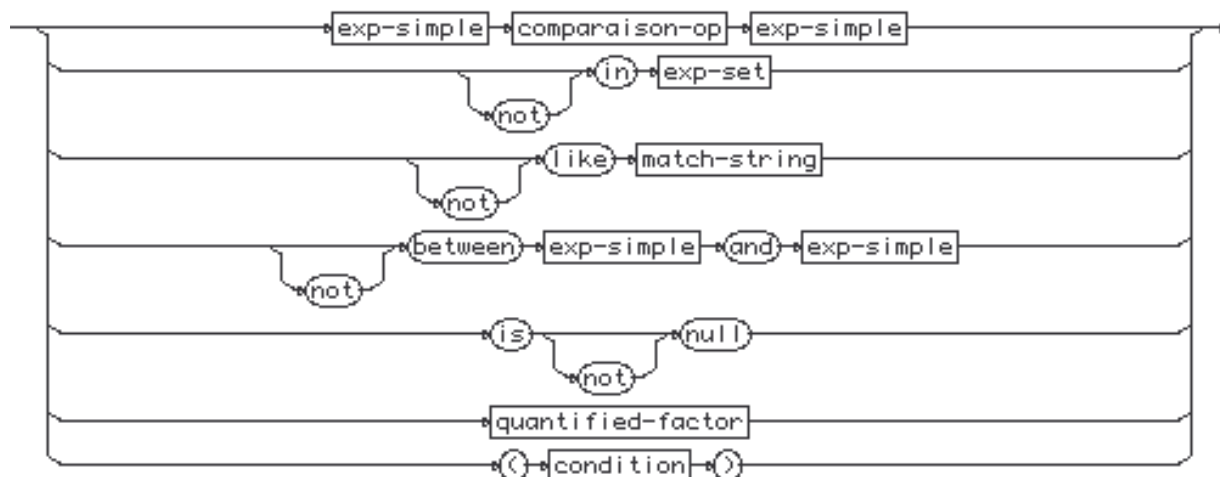 exp-simple comparaison-op exp-simple
in exp-set
not
like match-string
not
between exp-simple and exp-simple
not
is null
not
quantified-factor
( condition )